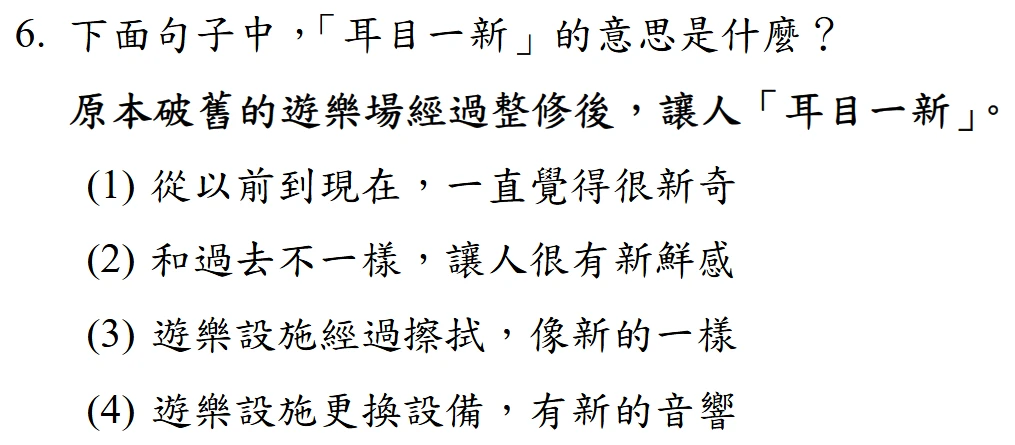 6. 下面句子中，「耳目一新」的意思是什麼？
原本破舊的遊樂場經過整修後，讓人「耳目一新」。
(1) 從以前到現在，一直覺得很新奇
(2) 和過去不一樣，讓人很有新鮮感
(3) 遊樂設施經過擦拭，像新的一樣
(4) 遊樂設施更換設備，有新的音響